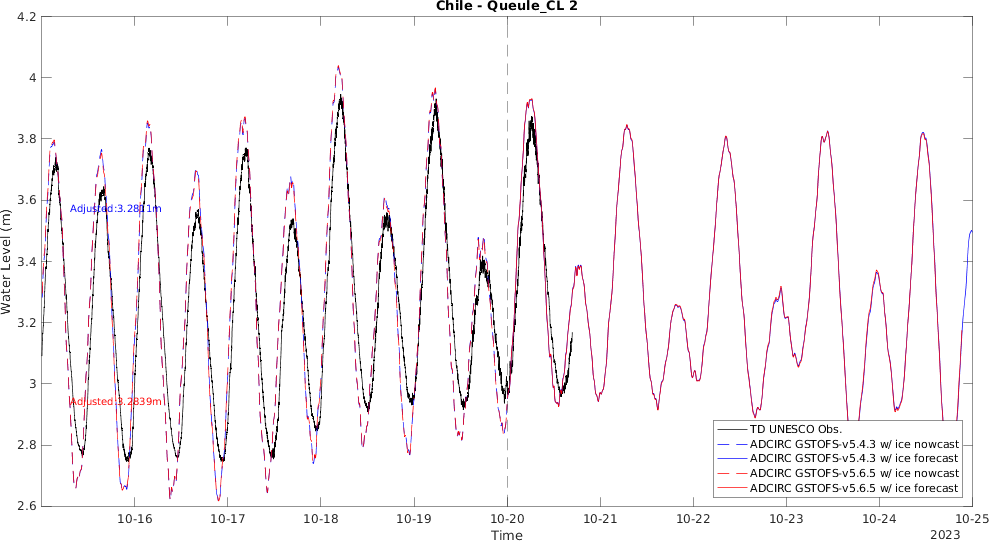 Chile - Queule_CL 2
4.2
4
3.8
3.6
3.4
3.2
3
2.8
2.6
Water Level (m)
Adjusted:3.2811m
Adjusted:3.2839m
TD UNESCO Obs.
ADCIRC GSTOFS-v5.4.3 w/ ice nowcast
ADCIRC GSTOFS-v5.4.3 w/ ice forecast
ADCIRC GSTOFS-v5.6.5 w/ ice nowcast
ADCIRC GSTOFS-v5.6.5 w/ ice forecast
10-16 10-17 10-18 10-19 10-20 10-21 10-22 10-23 10-24 10-25
Time
2023